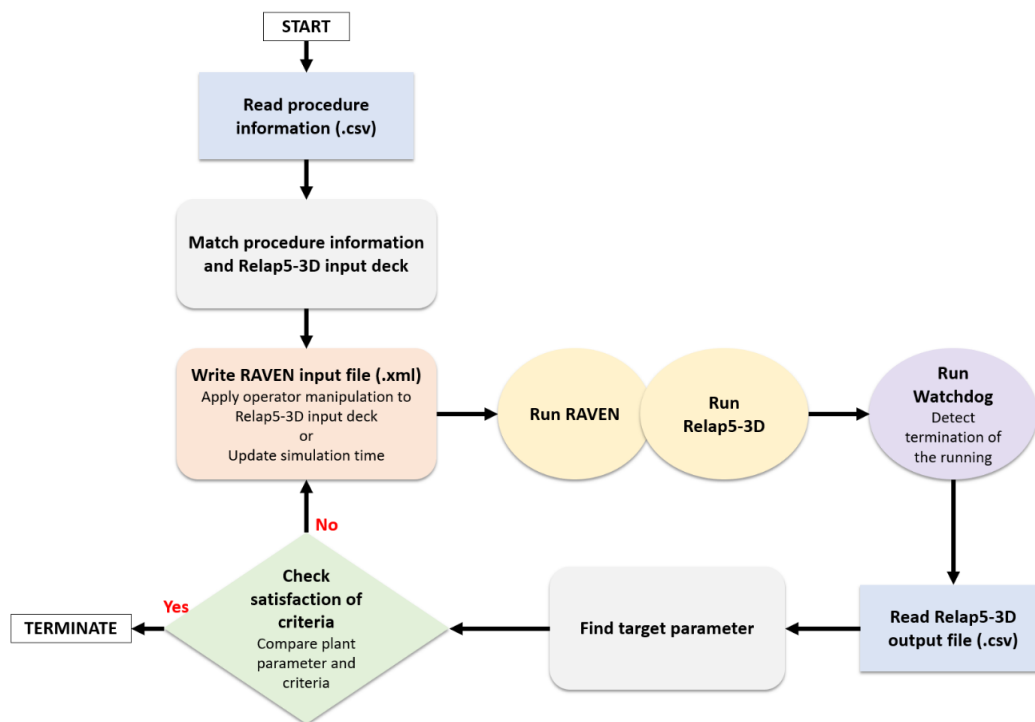 START
Read procedure
information (.csv)
Match procedure information
and Relap5-3D input deck
Write RAVEN input file (.xml)
Apply operator manipulation to
Relap5-3D input deck
or
Update simulation time
Run RAVEN
Run
Relap5-3D
Run
Watchdog
Detect
termination of
the running
Read Relap5-3D
output file (.csv)
Find target parameter
Check
satisfaction of
criteria
Compare plant
parameter and
criteria
No
Yes
TERMINATE